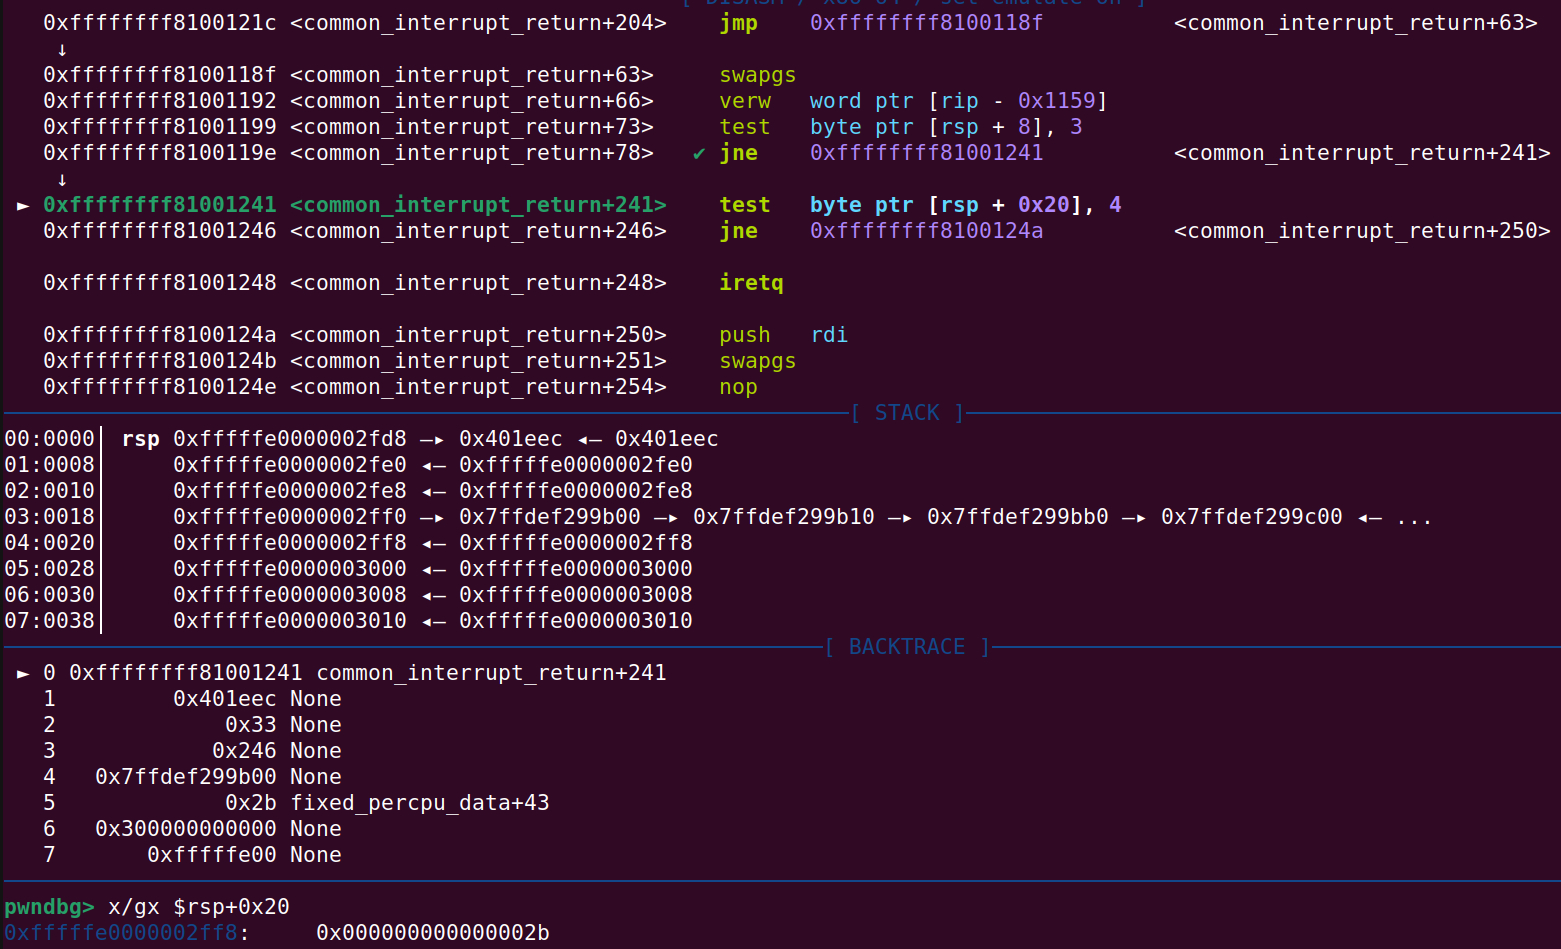 [ DISASM / x86-64 / set emulate on ]
0xffffffff8100121c <common_interrupt_return+204> jmp 0xffffffff8100118f <common_interrupt_return+63>
↓
0xffffffff8100118f <common_interrupt_return+63> swapgs
0xffffffff81001192 <common_interrupt_return+66> verw word ptr [rip - 0x1159]
0xffffffff81001199 <common_interrupt_return+73> test byte ptr [rsp + 8], 3
0xffffffff8100119e <common_interrupt_return+78> ✔ jne 0xffffffff81001241 <common_interrupt_return+241>
↓
► 0xffffffff81001241 <common_interrupt_return+241> test byte ptr [rsp + 0x20], 4
0xffffffff81001246 <common_interrupt_return+246> jne 0xffffffff8100124a <common_interrupt_return+250>
0xffffffff81001248 <common_interrupt_return+248> iretq
0xffffffff8100124a <common_interrupt_return+250> push rdi
0xffffffff8100124b <common_interrupt_return+251> swapgs
0xffffffff8100124e <common_interrupt_return+254> nop
[ STACK ]
00:0000│ rsp 0xfffffe0000002fd8 —▸ 0x401eec ◂— 0x401eec
01:0008│ 0xfffffe0000002fe0 ◂— 0xfffffe0000002fe0
02:0010│ 0xfffffe0000002fe8 ◂— 0xfffffe0000002fe8
03:0018│ 0xfffffe0000002ff0 —▸ 0x7ffdef299b00 —▸ 0x7ffdef299b10 —▸ 0x7ffdef299bb0 —▸ 0x7ffdef299c00 ◂— ...
04:0020│ 0xfffffe0000002ff8 ◂— 0xfffffe0000002ff8
05:0028│ 0xfffffe0000003000 ◂— 0xfffffe0000003000
06:0030│ 0xfffffe0000003008 ◂— 0xfffffe0000003008
07:0038│ 0xfffffe0000003010 ◂— 0xfffffe0000003010
[ BACKTRACE ]
► 0 0xffffffff81001241 common_interrupt_return+241
1 0x401eec None
2 0x33 None
3 0x246 None
4 0x7ffdef299b00 None
5 0x2b fixed_percpu_data+43
6 0x300000000000 None
7 0xfffffe00 None
pwndbg> x/gx $rsp+0x20
0xfffffe0000002ff8: 0x000000000000002b